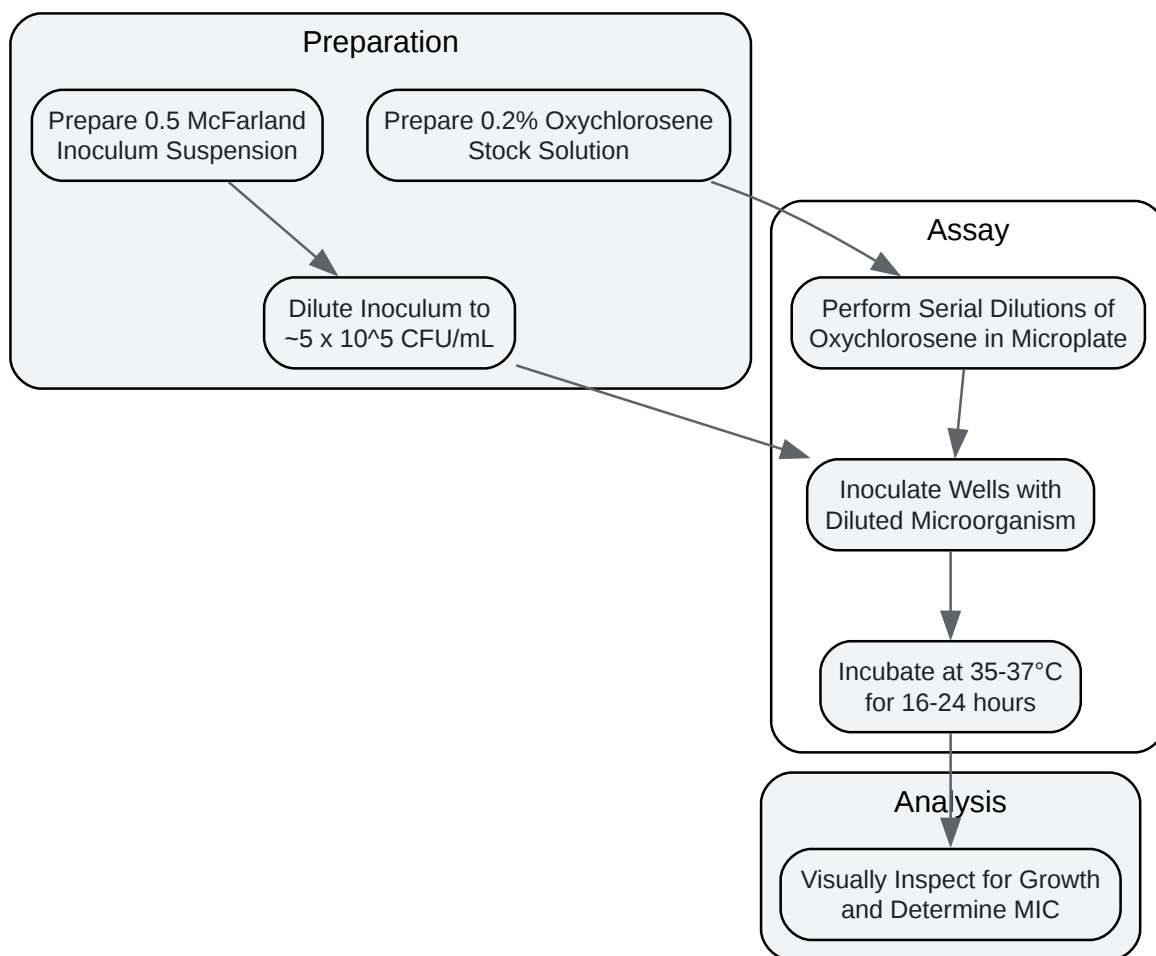 Preparation
Prepare 0.5 McFarland
Inoculum Suspension
Prepare 0.2% Oxychlorosene
Stock Solution
Dilute Inoculum to
~5 x 10^5 CFU/mL
Assay
Perform Serial Dilutions of
Oxychlorosene in Microplate
Inoculate Wells with
Diluted Microorganism
Incubate at 35-37°C
for 16-24 hours
Analysis
Visually Inspect for Growth
and Determine MIC